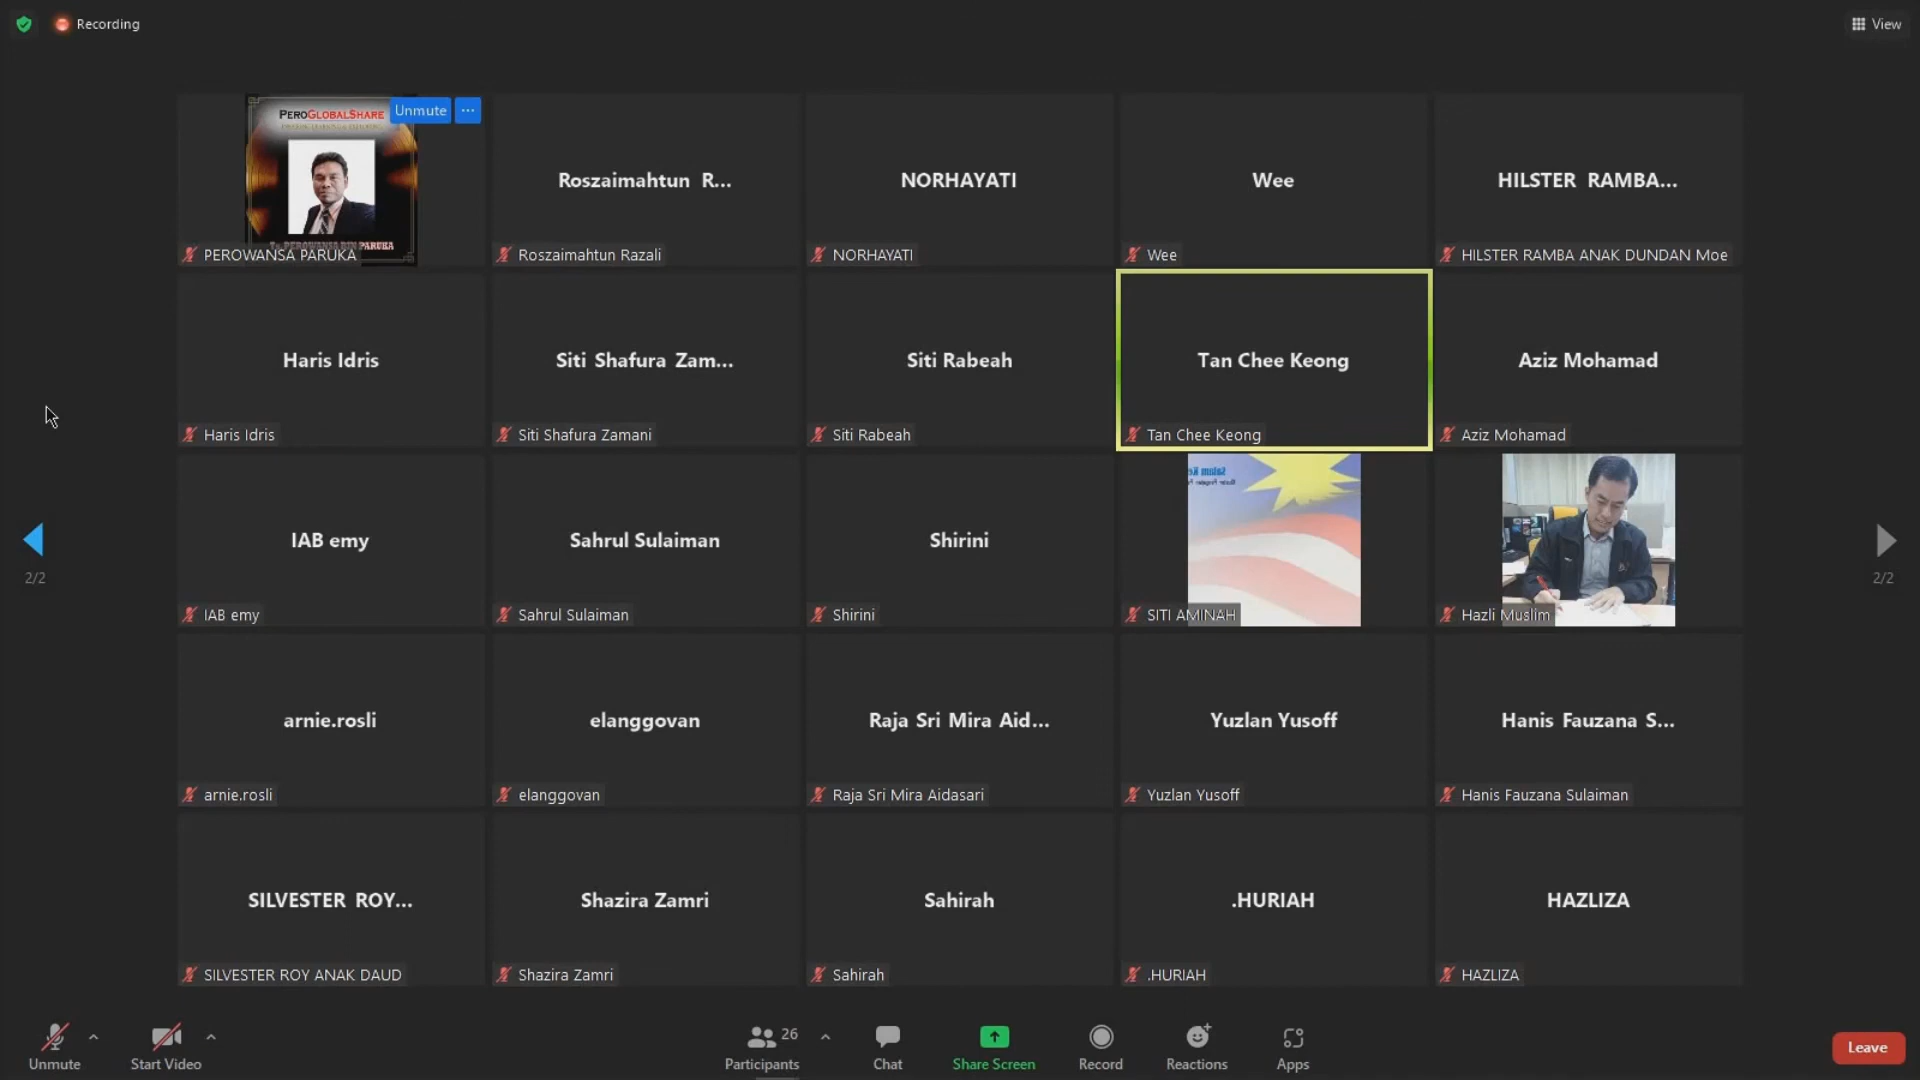 Recording
View
PEROGLOBALSHARE
Unmute
PARUKA
PEROWANSA PARUKA
Roszaimahtun R...
Roszaimahtun Razali
NORHAYATI
NORHAYATI
Wee
Wee
HILSTER RAMBA...
HILSTER RAMBA ANAK DUNDAN Moe
Haris Idris
Haris Idris
Siti Shafura Zam...
Siti Shafura Zamani
Siti Rabeah
Siti Rabeah
Tan Chee Keong
Tan Chee Keong
Aziz Mohamad
Aziz Mohamad
2/2
IAB emy
IAB emy
Sahrul Sulaiman
Sahrul Sulaiman
Shirini
Shirini
SITI AMINAH
Hazli Muslim
2/2
arnie.rosli
arnie.rosli
elanggovan
elanggovan
Raja Sri Mira Aid...
Raja Sri Mira Aidasari
Yuzlan Yusoff
Yuzlan Yusoff
Hanis Fauzana S...
Hanis Fauzana Sulaiman
SILVESTER ROY...
SILVESTER ROY ANAK DAUD
Shazira Zamri
Shazira Zamri
Sahirah
Sahirah
.HURIAH
.HURIAH
HAZLIZA
HAZLIZA
Unmute
Start Video
26
Participants
Chat
Share Screen
Record
Reactions
Apps
Leave